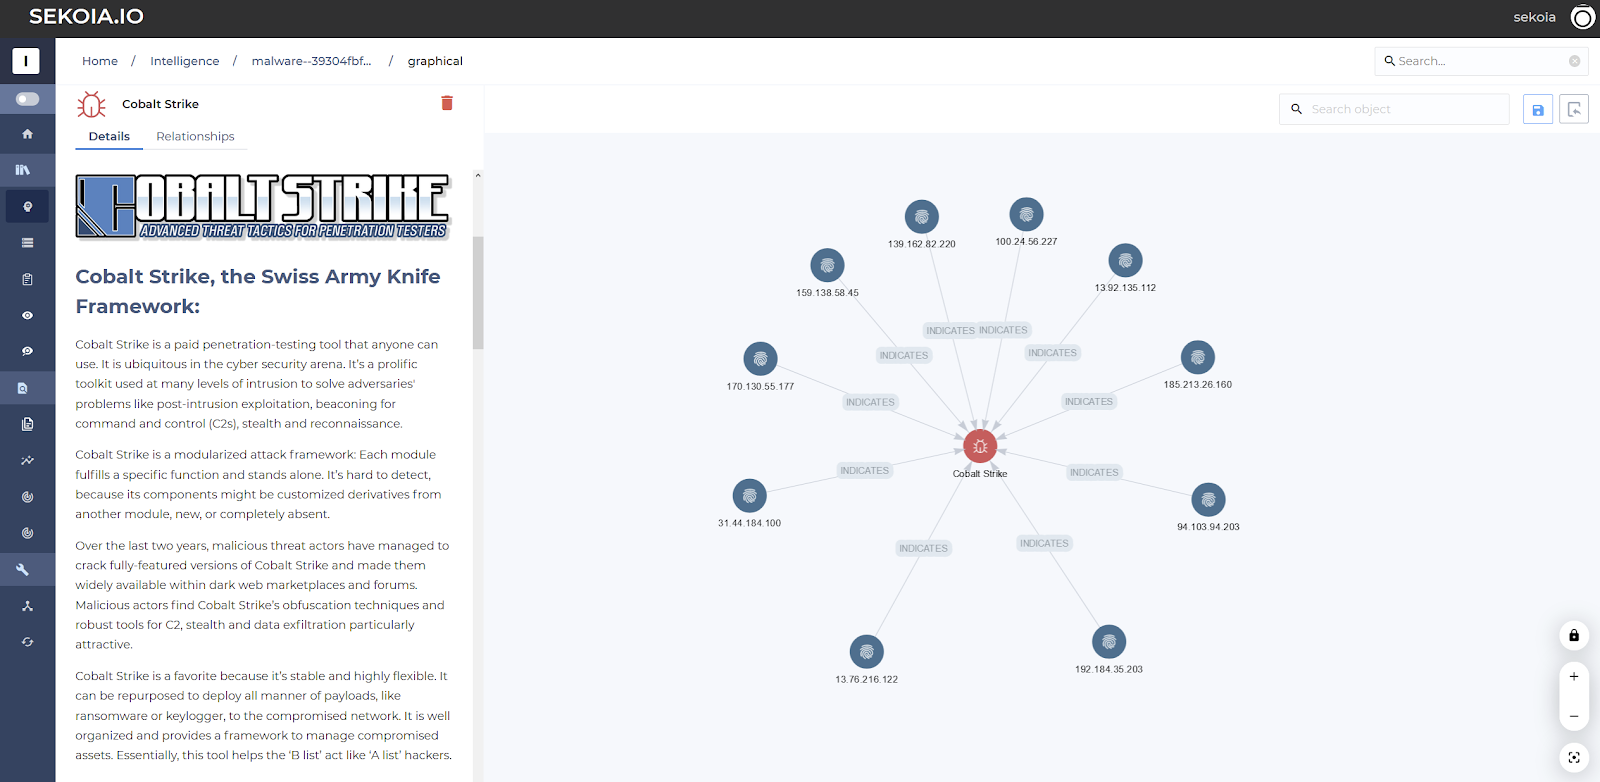 SEKOIA.IO
sekoia
I
Home / Intelligence / malware--39304fbf... / graphical
Search...
Cobalt Strike
Search object
Details Relationships
COBALT STRIKE
ADVANCED THREAT TACTICS FOR PENETRATION TESTERS
Cobalt Strike, the Swiss Army Knife
Framework:
Cobalt Strike is a paid penetration-testing tool that anyone can
use. It is ubiquitous in the cyber security arena. It's a prolific
toolkit used at many levels of intrusion to solve adversaries'
problems like post-intrusion exploitation, beaconing for
command and control (C2s), stealth and reconnaissance.
Cobalt Strike is a modularized attack framework: Each module
fulfills a specific function and stands alone. It's hard to detect,
because its components might be customized derivatives from
another module, new, or completely absent.
Over the last two years, malicious threat actors have managed to
crack fully-featured versions of Cobalt Strike and made them
widely available within dark web marketplaces and forums.
Malicious actors find Cobalt Strike's obfuscation techniques and
robust tools for C2, stealth and data exfiltration particularly
attractive.
Cobalt Strike is a favorite because it's stable and highly flexible. It
can be repurposed to deploy all manner of payloads, like
ransomware or keylogger, to the compromised network. It is well
organized and provides a framework to manage compromised
assets. Essentially, this tool helps the 'B list' act like 'A list' hackers.
139.162.82.220
100.24.56.227
159.138.58.45
13.92.135.112
INDICATES
INDICATES
INDICATES
INDICATES
170.130.55.177
185.213.26.160
INDICATES
INDICATES
Cobalt Strike
INDICATES
INDICATES
31.44.184.100
94.103.94.203
INDICATES
INDICATES
13.76.216.122
192.184.35.203